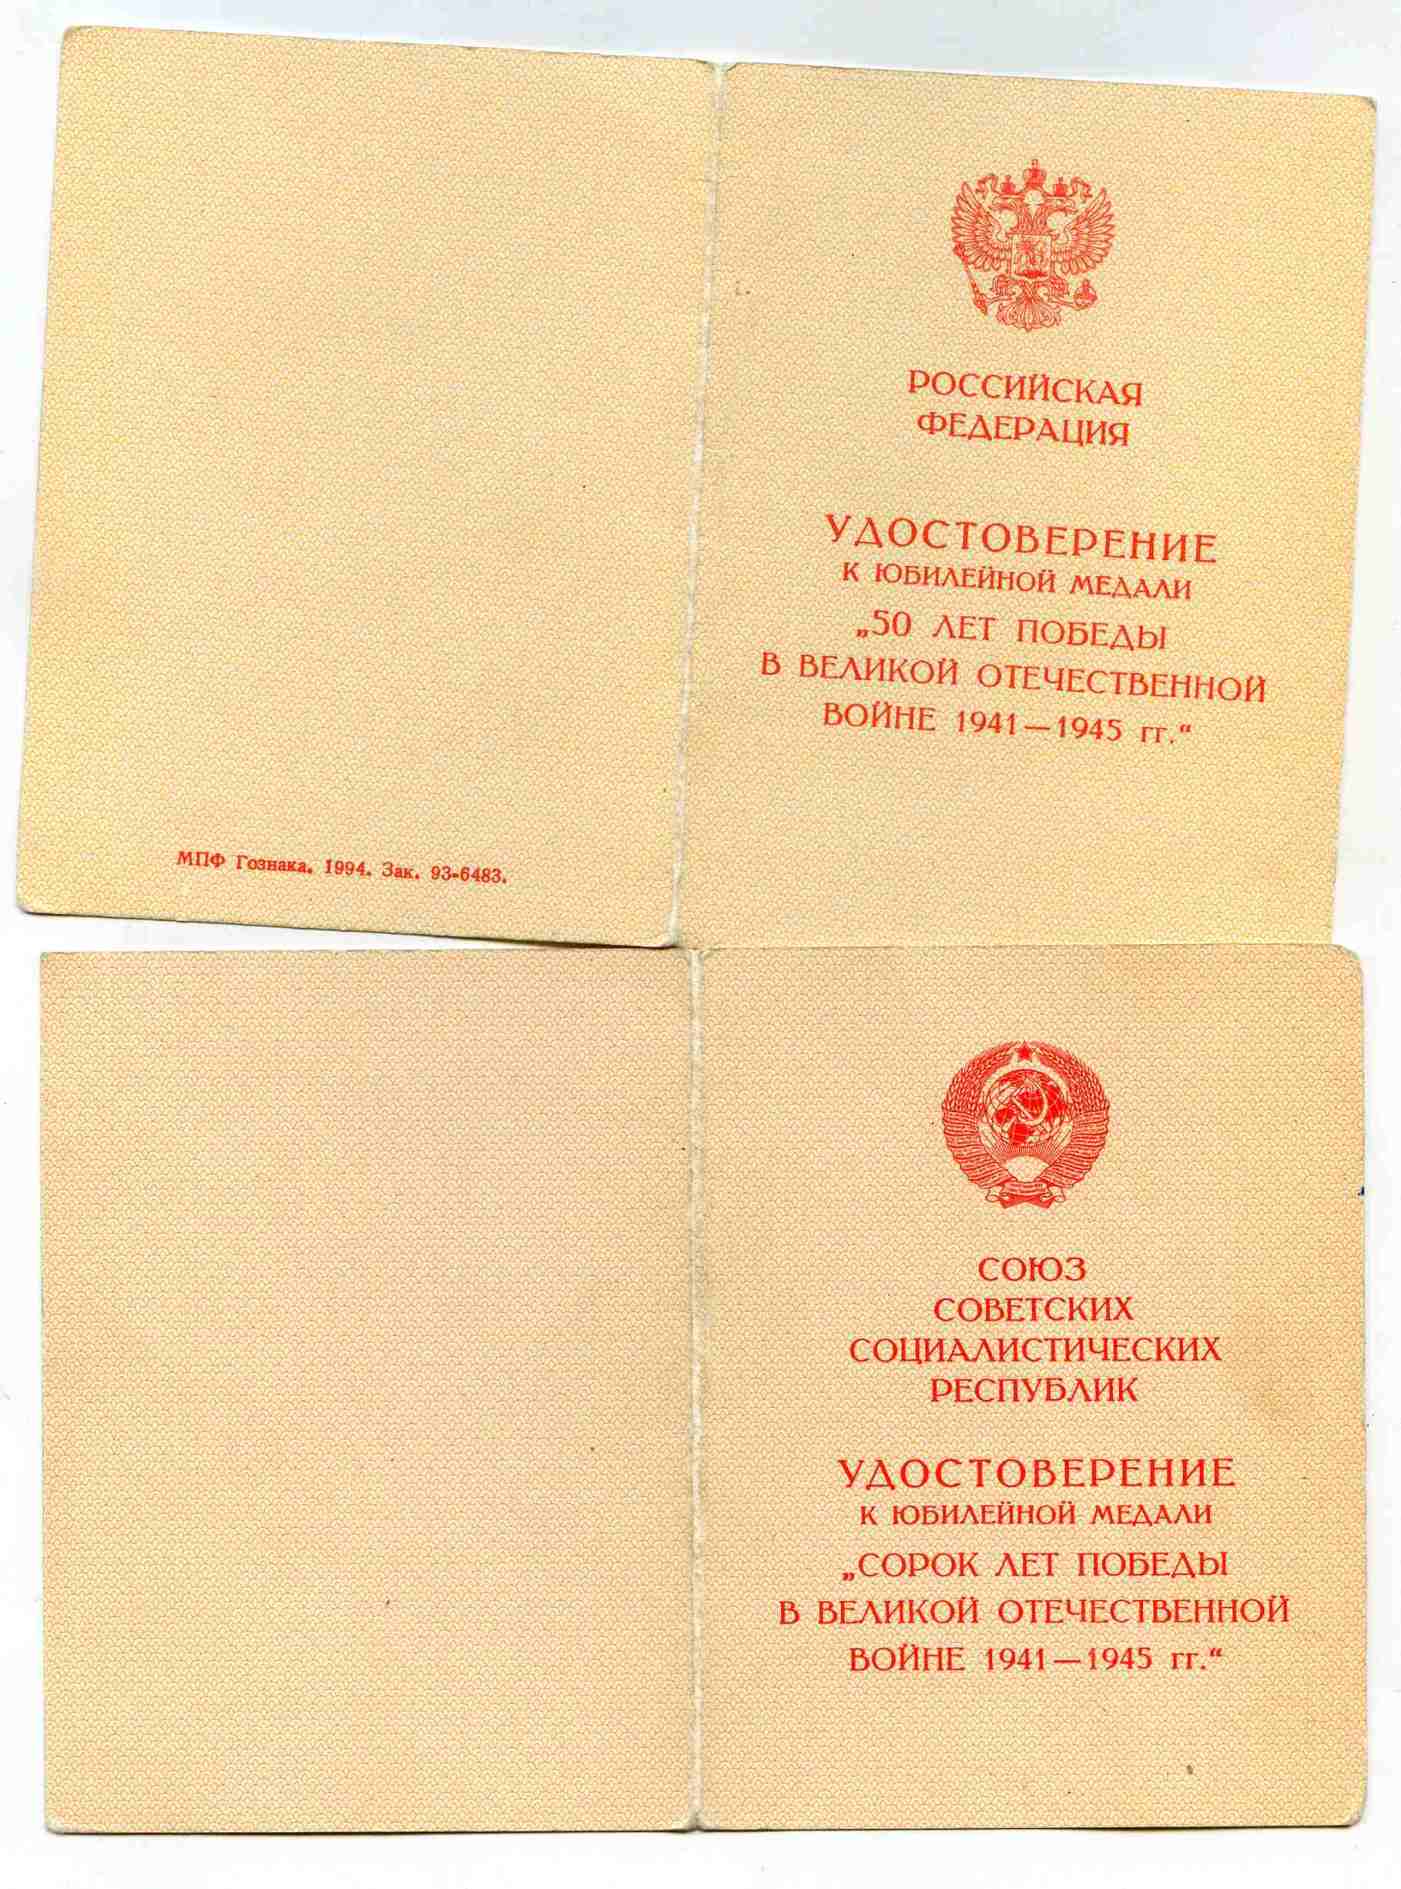 РОССИЙСКАЯ
ФЕДЕРАЦИЯ
УДОСТОВЕРЕНИЕ
К ЮБИЛЕЙНОЙ МЕДАЛИ
„50 ЛЕТ ПОБЕДЫ
В ВЕЛИКОЙ ОТЕЧЕСТВЕННОЙ
ВОЙНЕ 1941—1945 гг.“
МПФ Гознака. 1994. Зак. 93-6483.
СОЮЗ
СОВЕТСКИХ
СОЦИАЛИСТИЧЕСКИХ
РЕСПУБЛИК
УДОСТОВЕРЕНИЕ
К ЮБИЛЕЙНОЙ МЕДАЛИ
„СОРОК ЛЕТ ПОБЕДЫ
В ВЕЛИКОЙ ОТЕЧЕСТВЕННОЙ
ВОЙНЕ 1941—1945 гг.“